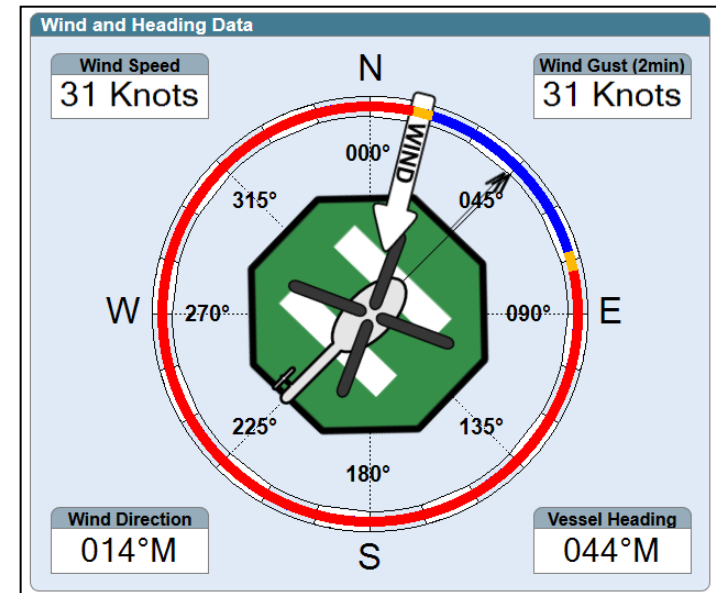 Wind and Heading Data
Wind Speed
31 Knots
N
Wind Gust (2min)
31 Knots
WIND
000°
315°
045°
W
270°
090°
E
225°
135°
180°
Wind Direction
014°M
S
Vessel Heading
044°M